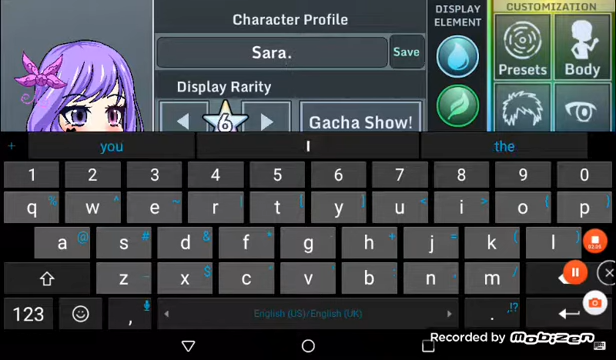 Character Profile
DISPLAY
ELEMENT
CUSTOMIZATION
Sara.
Save
Presets
Body
Display Rarity
6
Gacha Show!
+
you
I
the
1 2 3 4 5 6 7 8 9 0
q % w ^ e ~ r [ t { y } u < i > o p
a @ s # d & f * g h + j = k ( l
z - x $ c " v ' b n m /
123 , English (US)/English (UK) . ,!?
Recorded by MOBIZEN